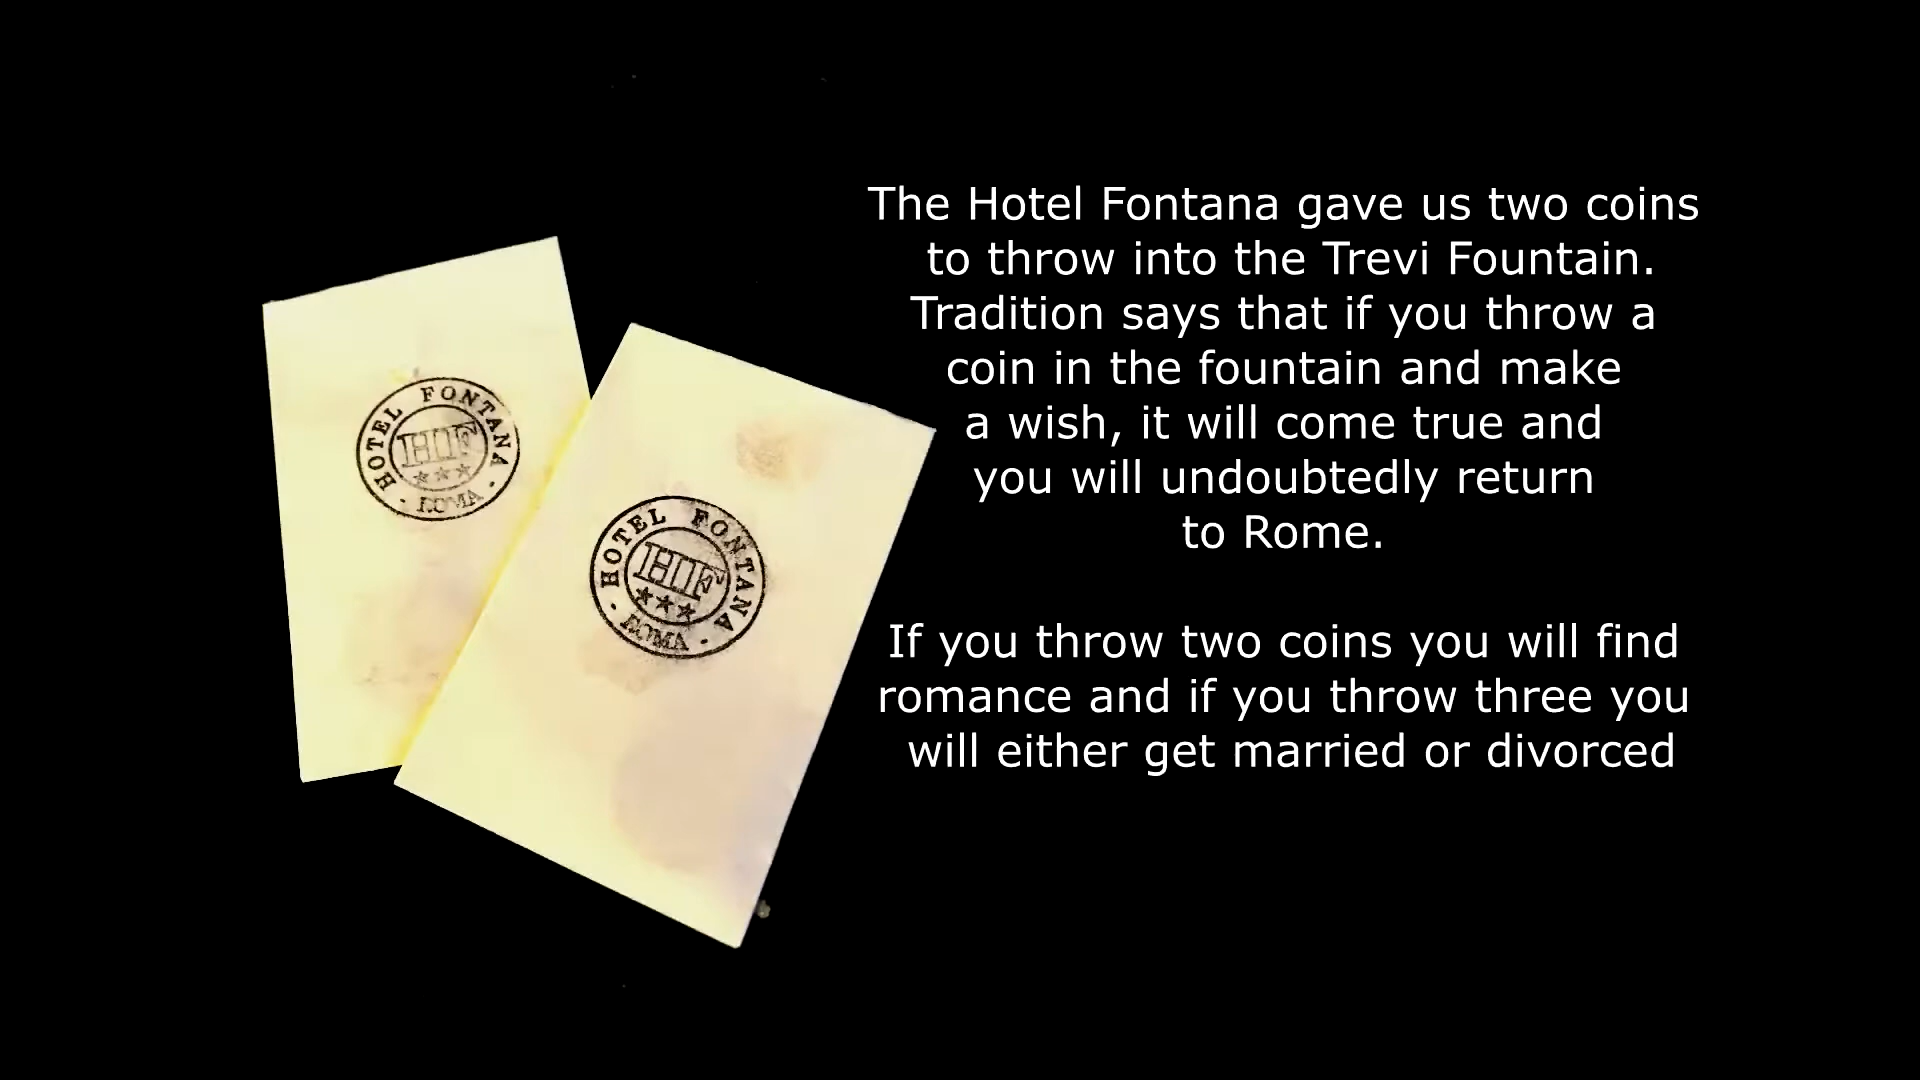 HOTEL FONTANA
HF
ROMA
HOTEL FONTANA
HF
ROMA
The Hotel Fontana gave us two coins
to throw into the Trevi Fountain.
Tradition says that if you throw a
coin in the fountain and make
a wish, it will come true and
you will undoubtedly return
to Rome.
If you throw two coins you will find
romance and if you throw three you
will either get married or divorced